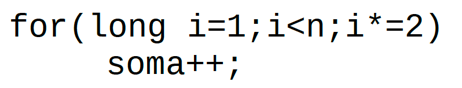 for(long i=1;i<n;i*=2)
soma++;